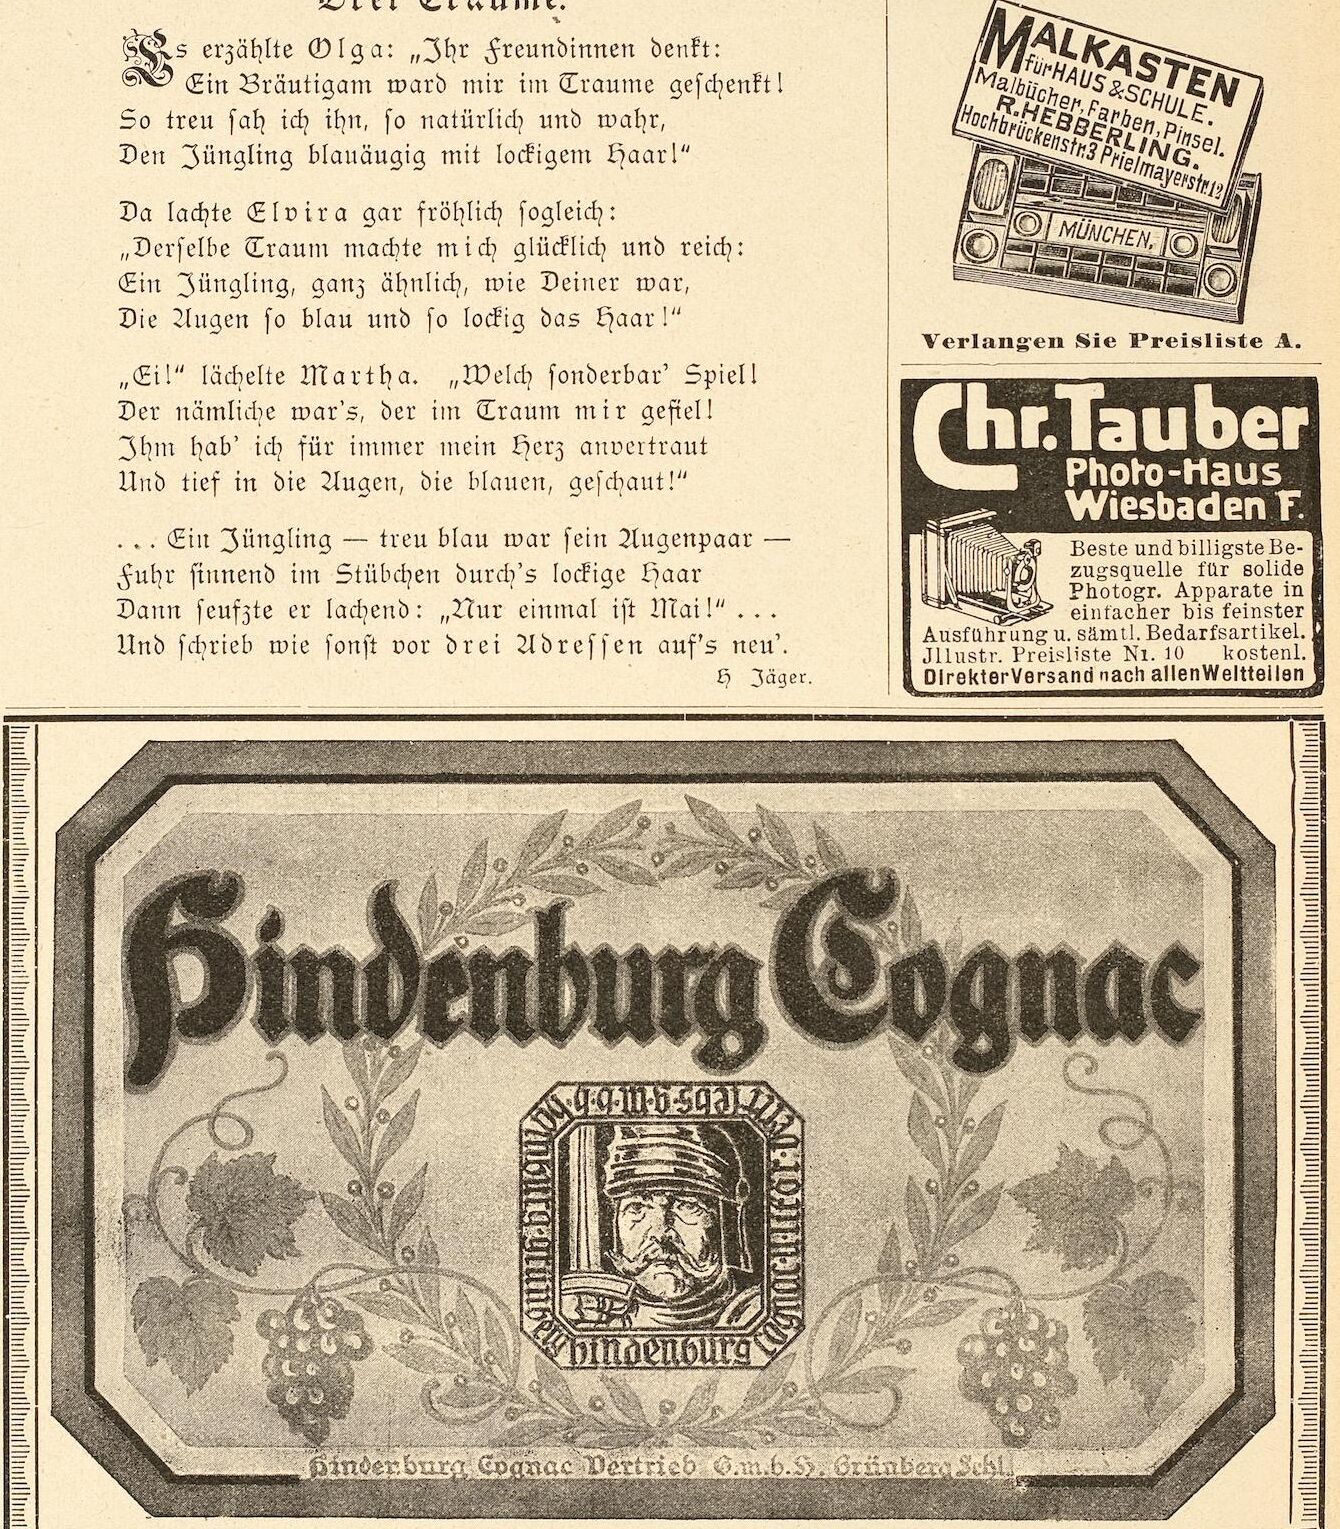 Drei Träume.
Es erzählte Olga: „Ihr Freundinnen denkt:
Ein Bräutigam ward mir im Traume geschenkt!
So treu sah ich ihn, so natürlich und wahr,
Den Jüngling blauäugig mit lockigem Haar!“
Da lachte Elvira gar fröhlich sogleich:
„Derselbe Traum machte mich glücklich und reich:
Ein Jüngling, ganz ähnlich, wie Deiner war,
Die Augen so blau und so lockig das Haar!“
„Ei!“ lächelte Martha. „Welch sonderbar’ Spiel!
Der nämliche war’s, der im Traum mir gefiel!
Ihm hab’ ich für immer mein Herz anvertraut
Und tief in die Augen, die blauen, geschaut!“
... Ein Jüngling — treu blau war sein Augenpaar —
Fuhr sinnend im Stübchen durch’s lockige Haar
Dann seufzte er lachend: „Nur einmal ist Mai!“ ...
Und schrieb wie sonst vor drei Adressen auf’s neu’.
H Jäger.
MALKASTEN
für HAUS & SCHULE.
Malbücher, Farben, Pinsel.
R. HEBBERLING.
Hochbrückenstr. 3 Prielmayerstr. 12
MÜNCHEN,
Verlangen Sie Preisliste A.
Chr. Tauber
Photo-Haus
Wiesbaden F.
Beste und billigste Be-
zugsquelle für solide
Photogr. Apparate in
einfacher bis feinster
Ausführung u. sämtl. Bedarfsartikel.
Jllustr. Preisliste Nr. 10 kostenl.
Direkter Versand nach allen Weltteilen
Hindenburg Cognac
hindenburg cognac
Hindenburg Cognac Vertrieb G.m.b.H. Grünberg Schl.